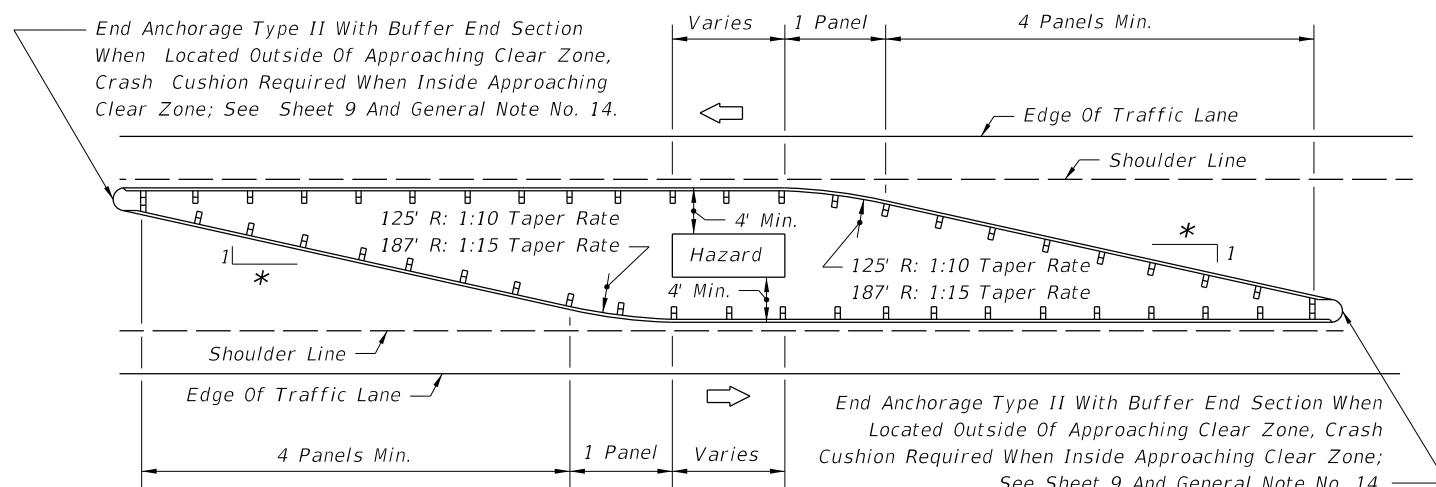 Varies
1 Panel
4 Panels Min.
End Anchorage Type II With Buffer End Section
When Located Outside Of Approaching Clear Zone,
Crash Cushion Required When Inside Approaching
Clear Zone; See Sheet 9 And General Note No. 14.
Edge Of Traffic Lane
Shoulder Line
125' R: 1:10 Taper Rate
187' R: 1:15 Taper Rate
4' Min.
Hazard
4' Min.
1
*
*
1
125' R: 1:10 Taper Rate
187' R: 1:15 Taper Rate
Shoulder Line
Edge Of Traffic Lane
End Anchorage Type II With Buffer End Section When
Located Outside Of Approaching Clear Zone, Crash
Cushion Required When Inside Approaching Clear Zone;
See Sheet 9 And General Note No. 14.
4 Panels Min.
1 Panel
Varies